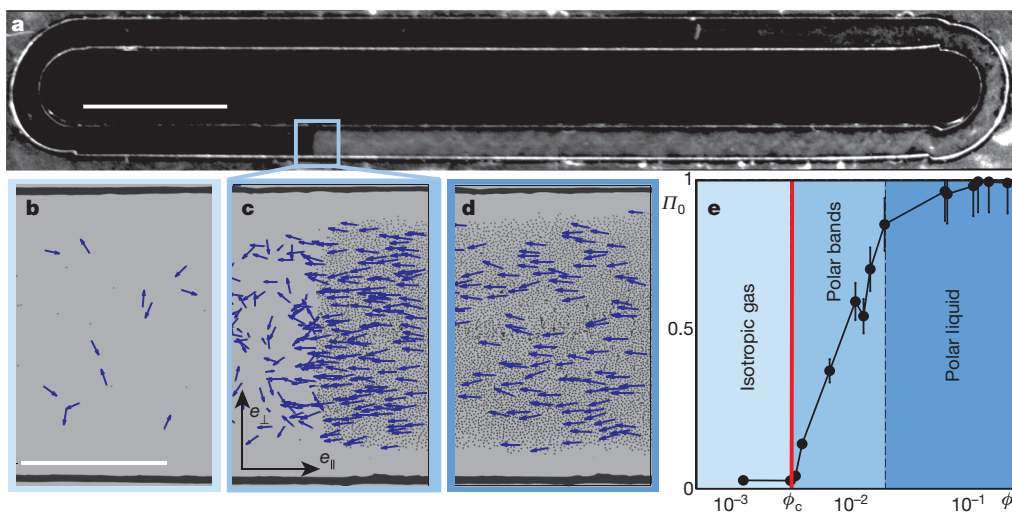 a
b
c
d
e⊥
e∥
e
1
Π₀
0.5
0
Isotropic gas
Polar bands
Polar liquid
10⁻³
ϕc
10⁻²
10⁻¹
ϕ